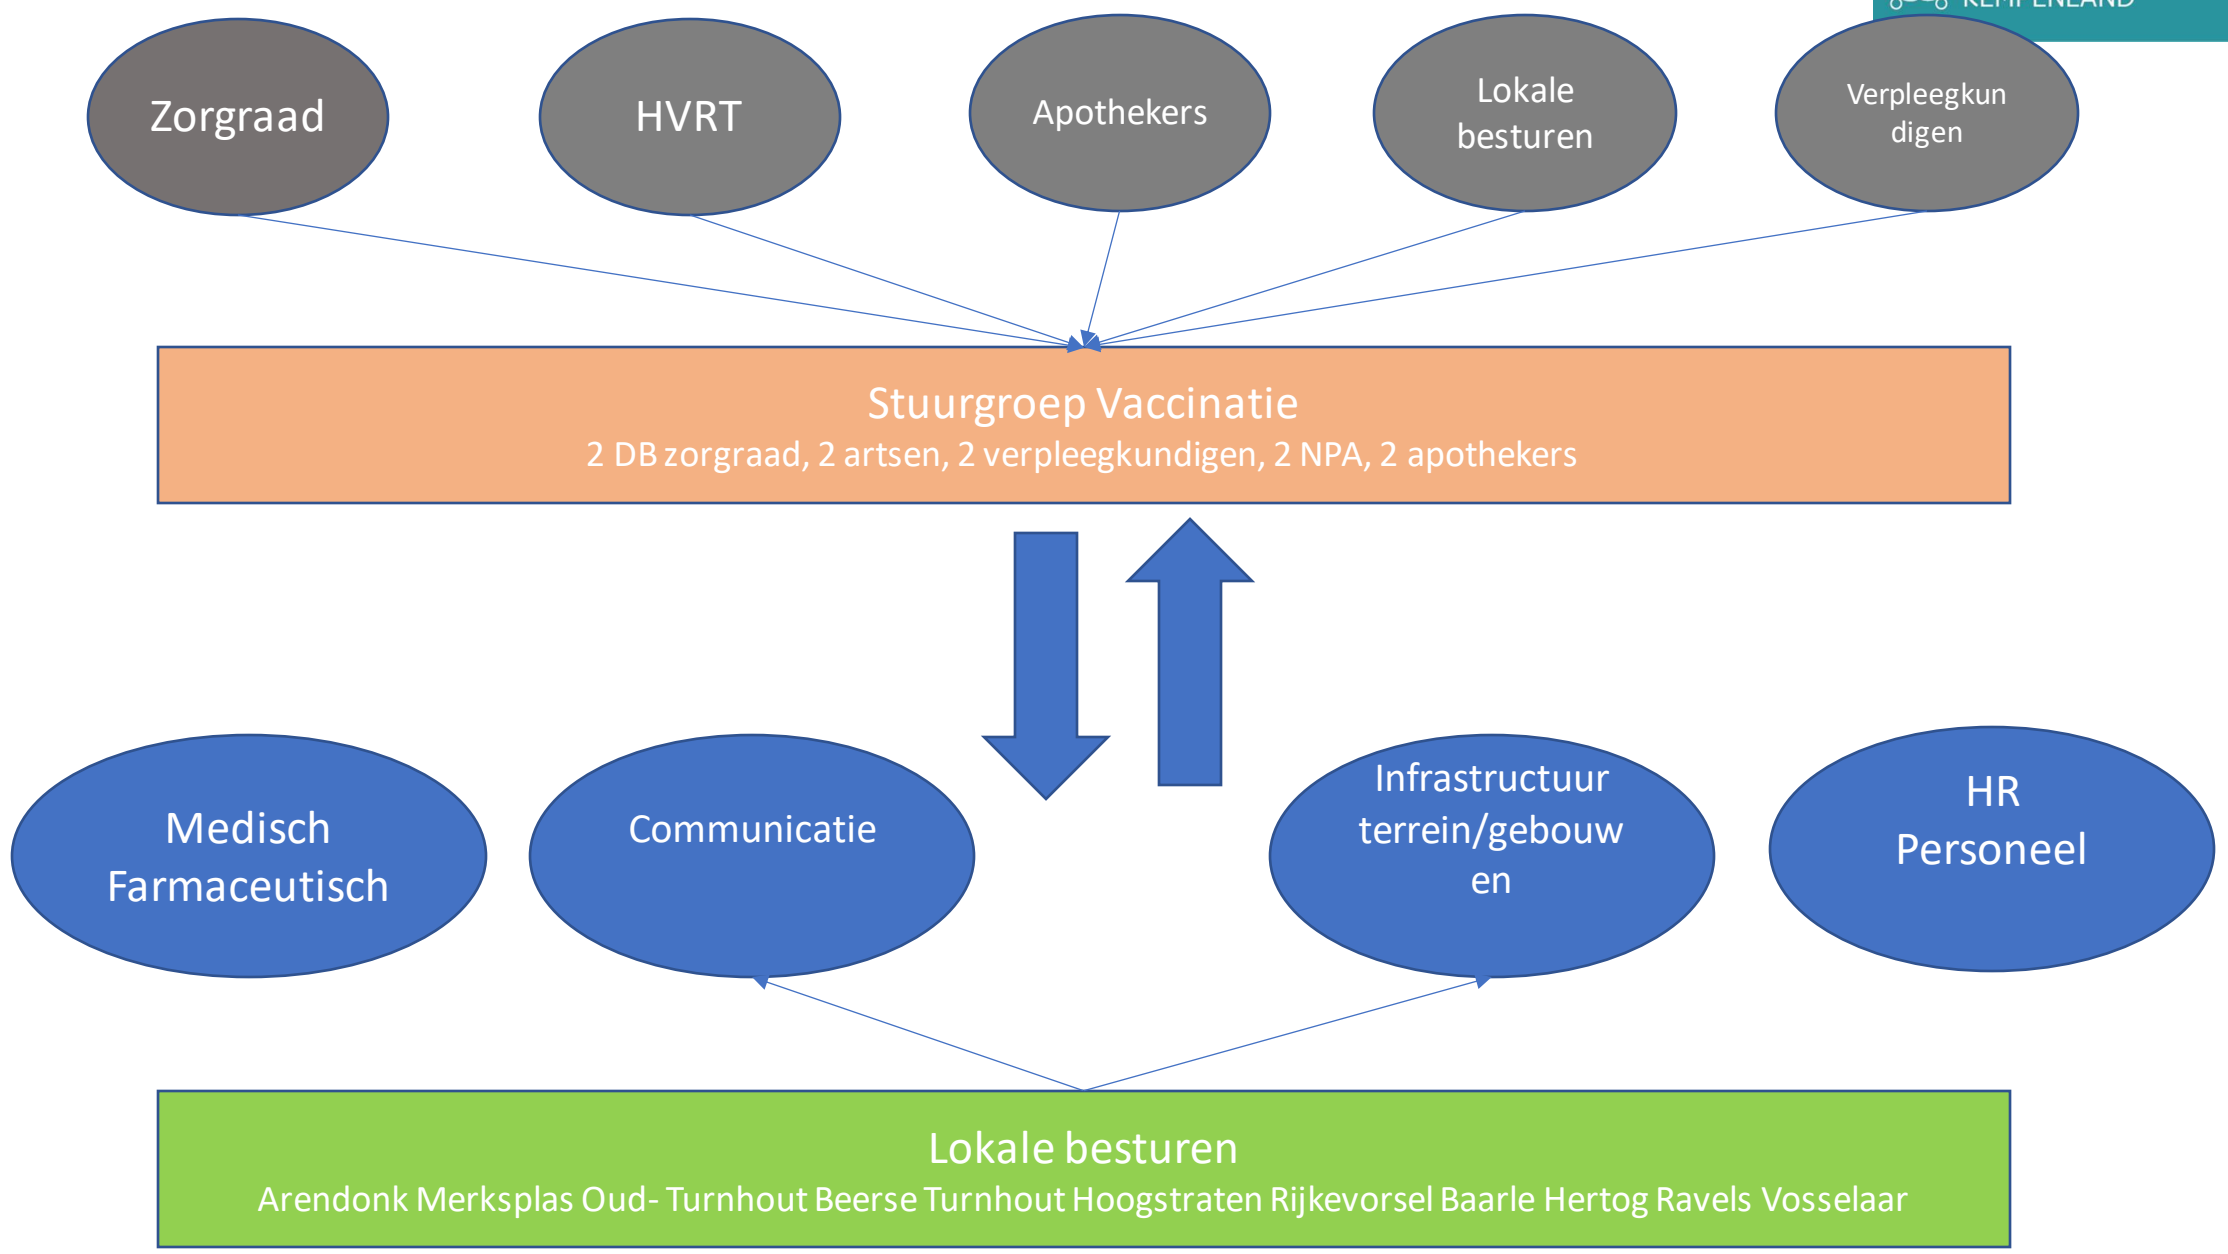 KEMPENLAND
Zorgraad
HVRT
Apothekers
Lokale
besturen
Verpleegkun
digen
Stuurgroep Vaccinatie
2 DB zorgraad, 2 artsen, 2 verpleegkundigen, 2 NPA, 2 apothekers
Medisch
Farmaceutisch
Communicatie
Infrastructuur
terrein/gebouw
en
HR
Personeel
Lokale besturen
Arendonk Merksplas Oud- Turnhout Beerse Turnhout Hoogstraten Rijkevorsel Baarle Hertog Ravels Vosselaar